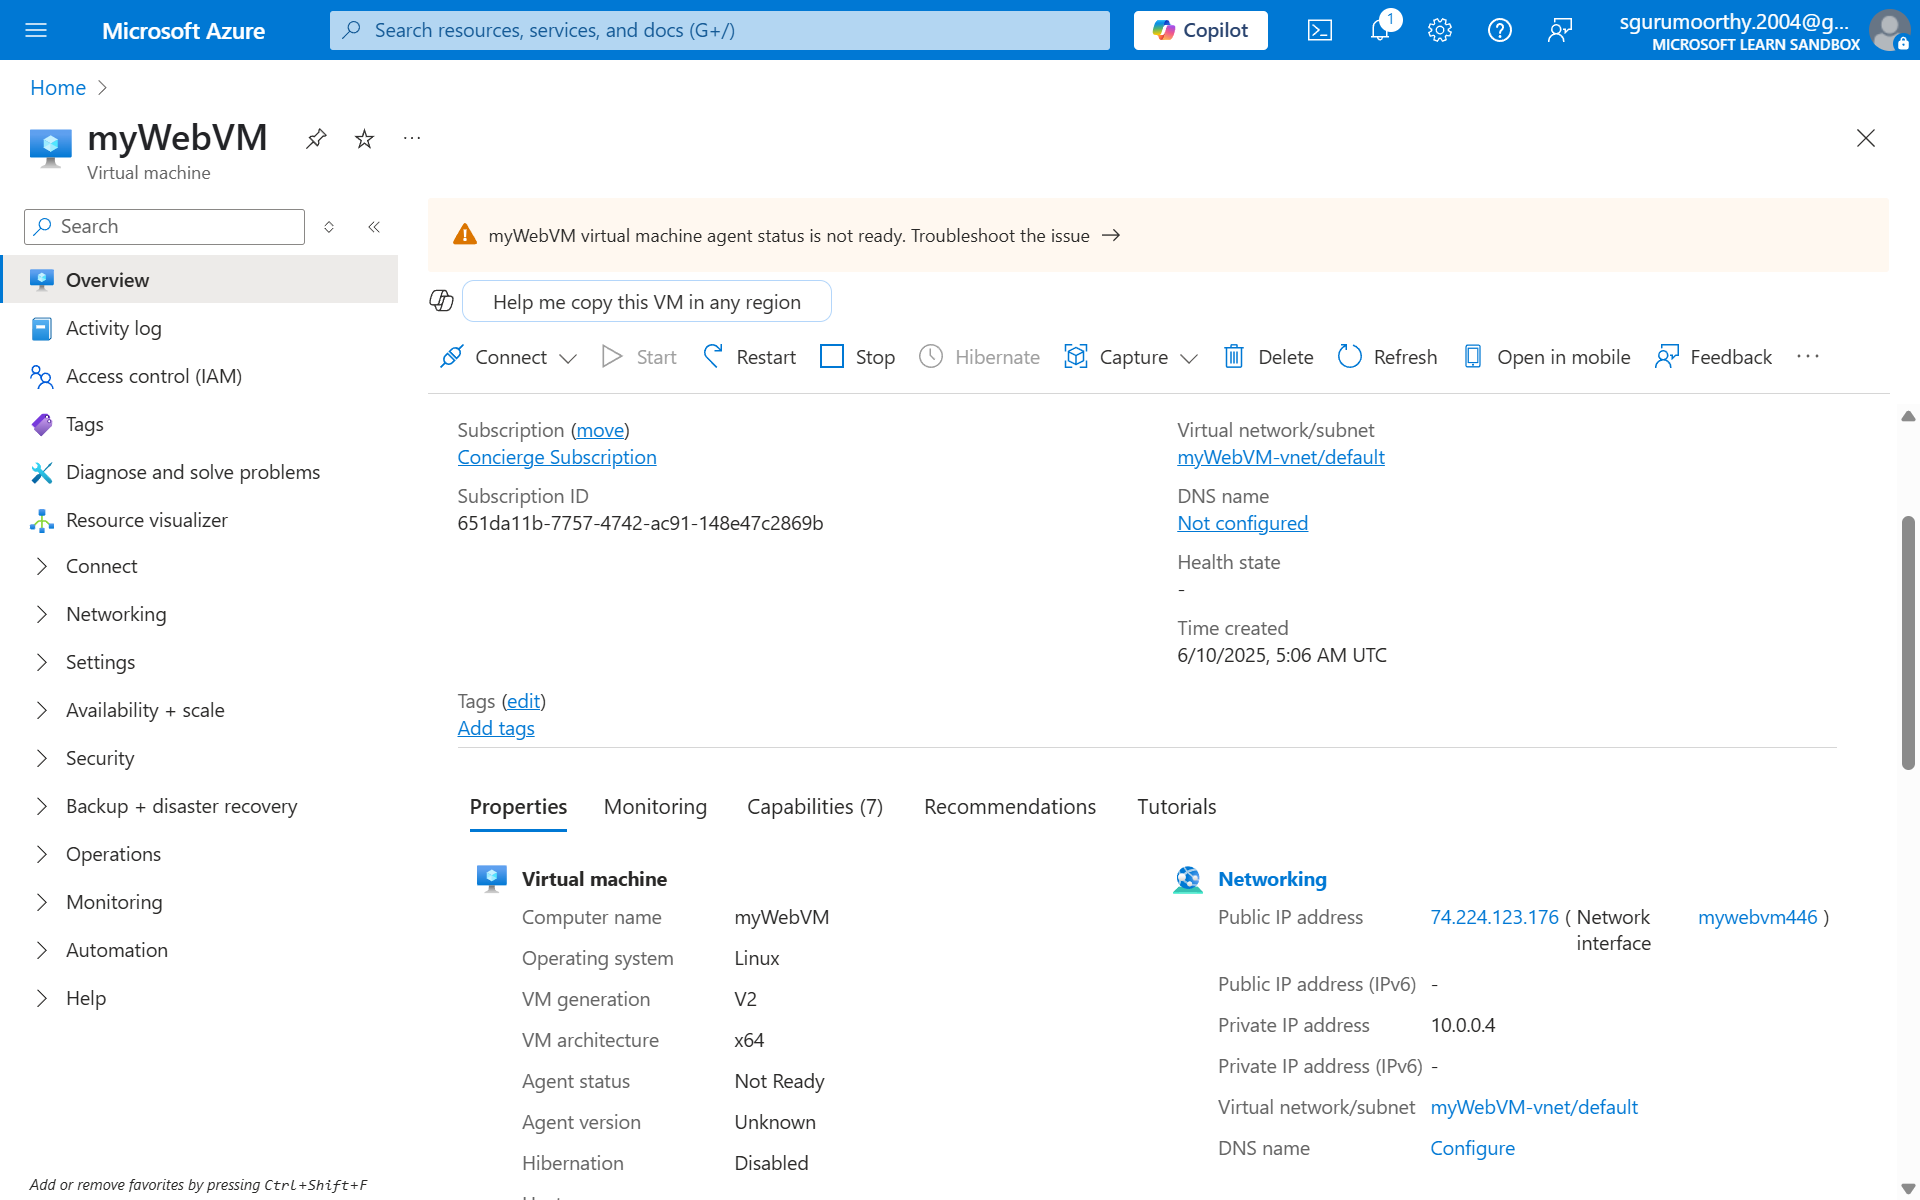 Microsoft Azure
Search resources, services, and docs (G+/)
Copilot
1
sgurumoorthy.2004@g...
MICROSOFT LEARN SANDBOX
Home
myWebVM
Virtual machine
Search
Overview
Activity log
Access control (IAM)
Tags
Diagnose and solve problems
Resource visualizer
Connect
Networking
Settings
Availability + scale
Security
Backup + disaster recovery
Operations
Monitoring
Automation
Help
Add or remove favorites by pressing Ctrl+Shift+F
myWebVM virtual machine agent status is not ready. Troubleshoot the issue →
Help me copy this VM in any region
Connect Start Restart Stop Hibernate Capture Delete Refresh Open in mobile Feedback
Subscription (move)
Concierge Subscription
Subscription ID
651da11b-7757-4742-ac91-148e47c2869b
Virtual network/subnet
myWebVM-vnet/default
DNS name
Not configured
Health state
-
Time created
6/10/2025, 5:06 AM UTC
Tags (edit)
Add tags
Properties Monitoring Capabilities (7) Recommendations Tutorials
Virtual machine
Computer name myWebVM
Operating system Linux
VM generation V2
VM architecture x64
Agent status Not Ready
Agent version Unknown
Hibernation Disabled
Networking
Public IP address 74.224.123.176 ( Network interface mywebvm446 )
Public IP address (IPv6) -
Private IP address 10.0.0.4
Private IP address (IPv6) -
Virtual network/subnet myWebVM-vnet/default
DNS name Configure